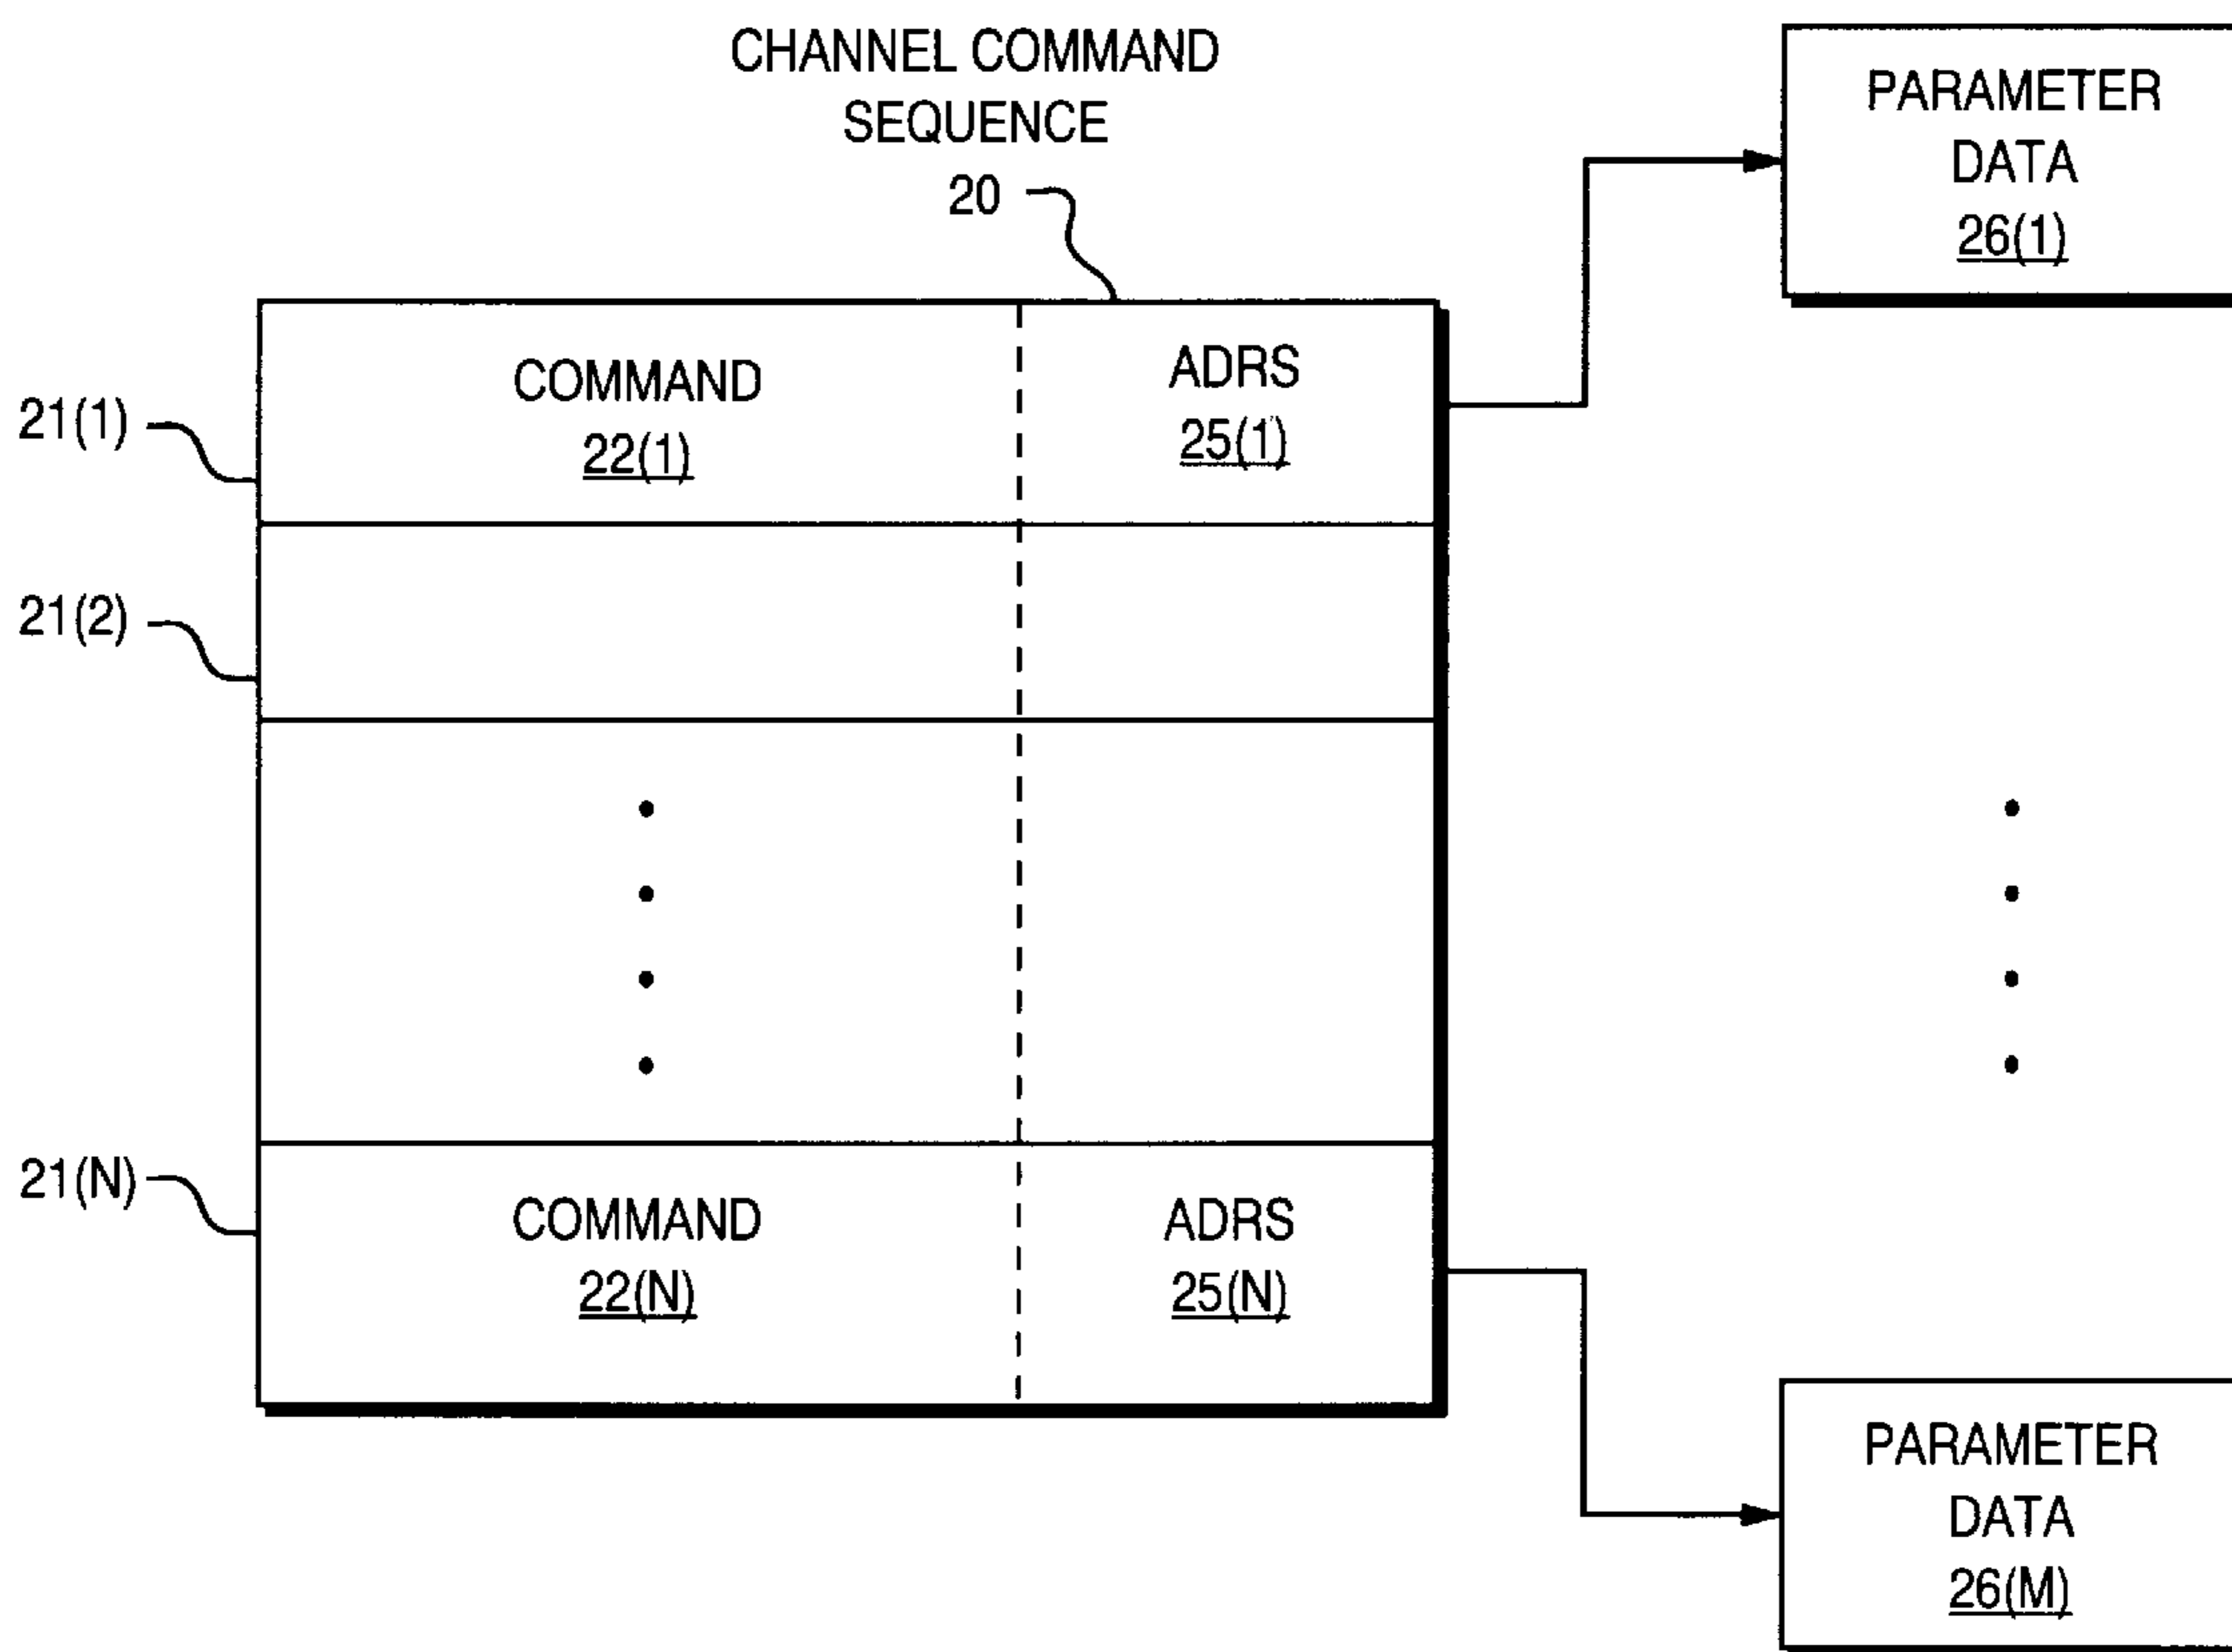 CHANNEL COMMAND
SEQUENCE
20
PARAMETER
DATA
26(1)
21(1)
COMMAND
22(1)
ADRS
25(1)
21(2)
21(N)
COMMAND
22(N)
ADRS
25(N)
PARAMETER
DATA
26(M)